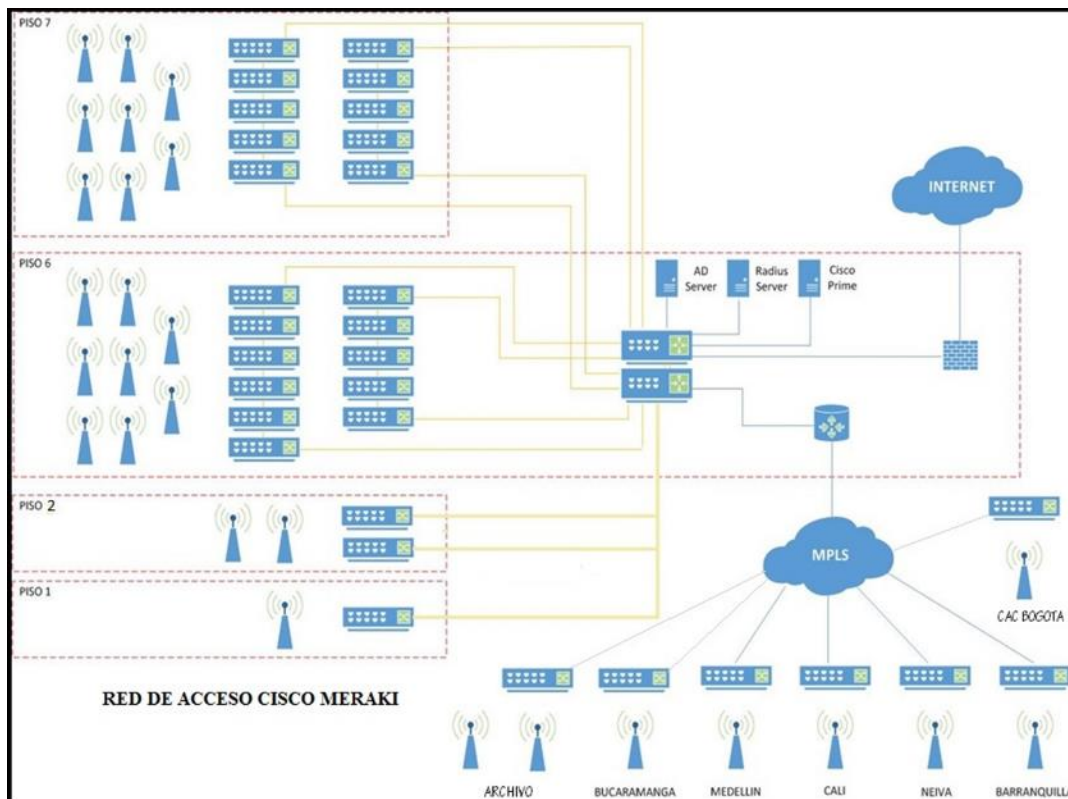 PISO 7
INTERNET
PISO 6
AD
Server
Radius
Server
Cisco
Prime
PISO 2
MPLS
PISO 1
CAC BOGOTA
RED DE ACCESO CISCO MERAKI
ARCHIVO
BUCARAMANGA
MEDELLIN
CALI
NEIVA
BARRANQUILLA